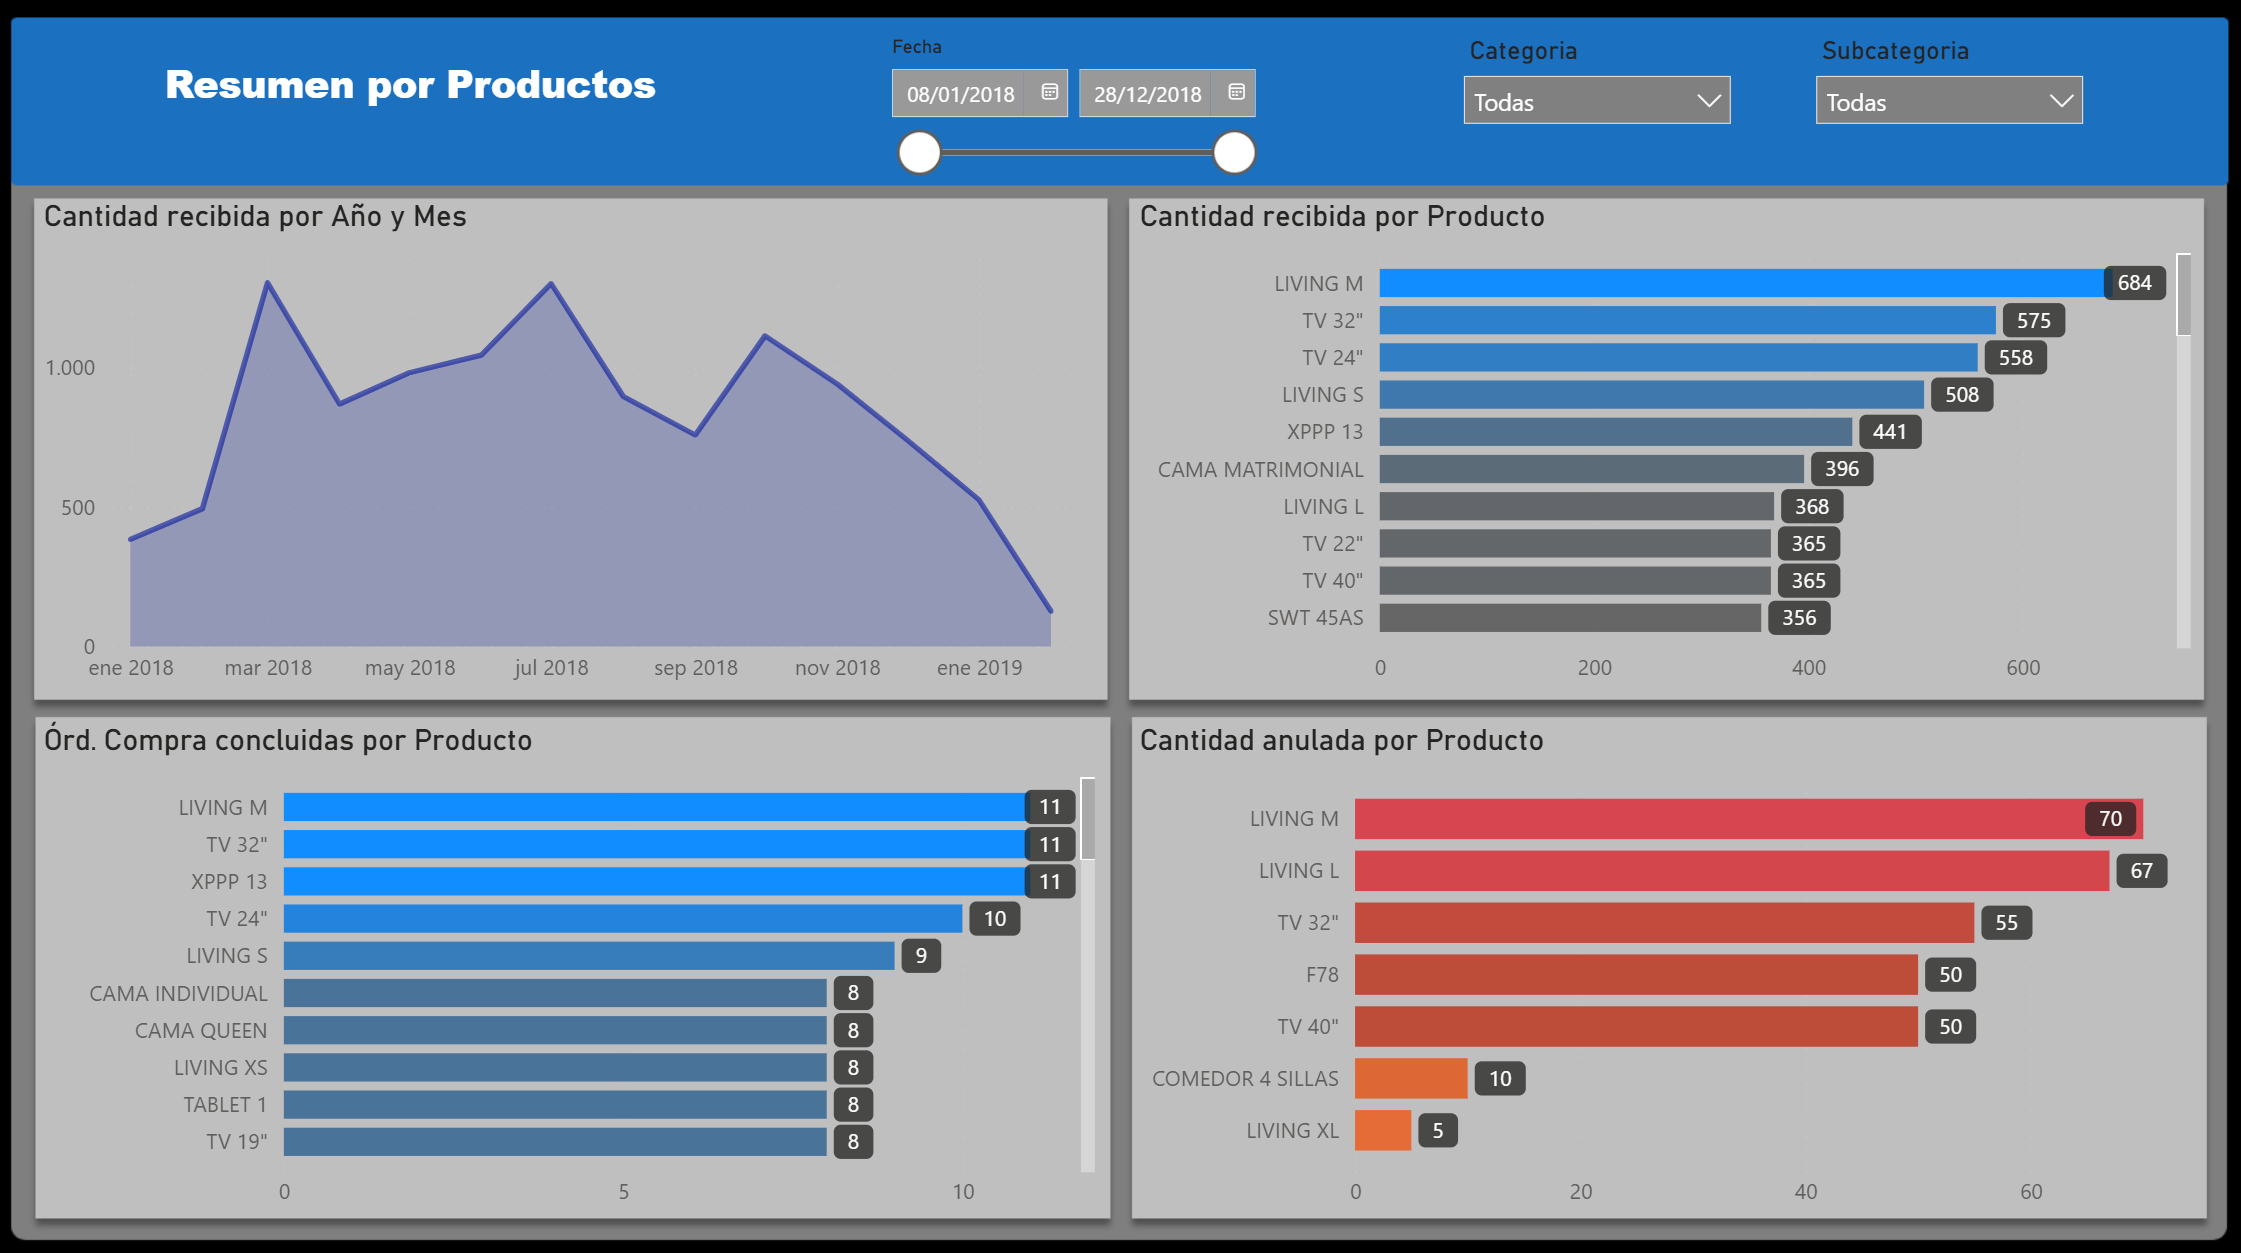 Resumen por Productos
Fecha
08/01/2018
28/12/2018
Categoria
Todas
Subcategoria
Todas
Cantidad recibida por Año y Mes
1.000
500
0
ene 2018 mar 2018 may 2018 jul 2018 sep 2018 nov 2018 ene 2019
Cantidad recibida por Producto
LIVING M 684
TV 32" 575
TV 24" 558
LIVING S 508
XPPP 13 441
CAMA MATRIMONIAL 396
LIVING L 368
TV 22" 365
TV 40" 365
SWT 45AS 356
0 200 400 600
Órd. Compra concluidas por Producto
LIVING M 11
TV 32" 11
XPPP 13 11
TV 24" 10
LIVING S 9
CAMA INDIVIDUAL 8
CAMA QUEEN 8
LIVING XS 8
TABLET 1 8
TV 19" 8
0 5 10
Cantidad anulada por Producto
LIVING M 70
LIVING L 67
TV 32" 55
F78 50
TV 40" 50
COMEDOR 4 SILLAS 10
LIVING XL 5
0 20 40 60